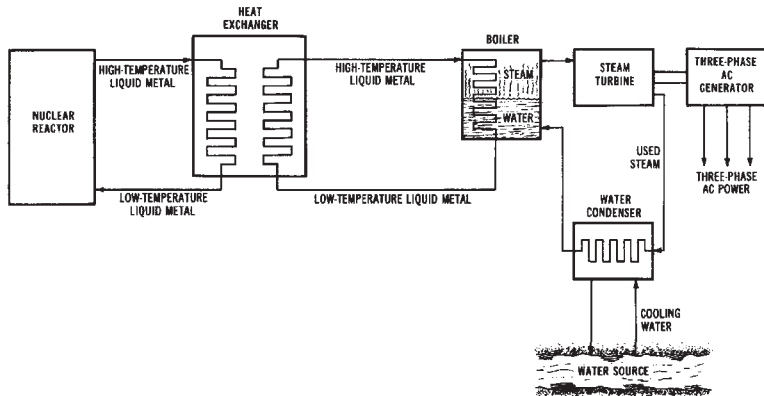 HEAT
EXCHANGER
HIGH-TEMPERATURE
LIQUID METAL
HIGH-TEMPERATURE
LIQUID METAL
BOILER
STEAM
WATER
STEAM
TURBINE
THREE-PHASE
AC
GENERATOR
NUCLEAR
REACTOR
USED
STEAM
THREE-PHASE
AC POWER
LOW-TEMPERATURE
LIQUID METAL
LOW-TEMPERATURE LIQUID METAL
WATER
CONDENSER
COOLING
WATER
WATER SOURCE